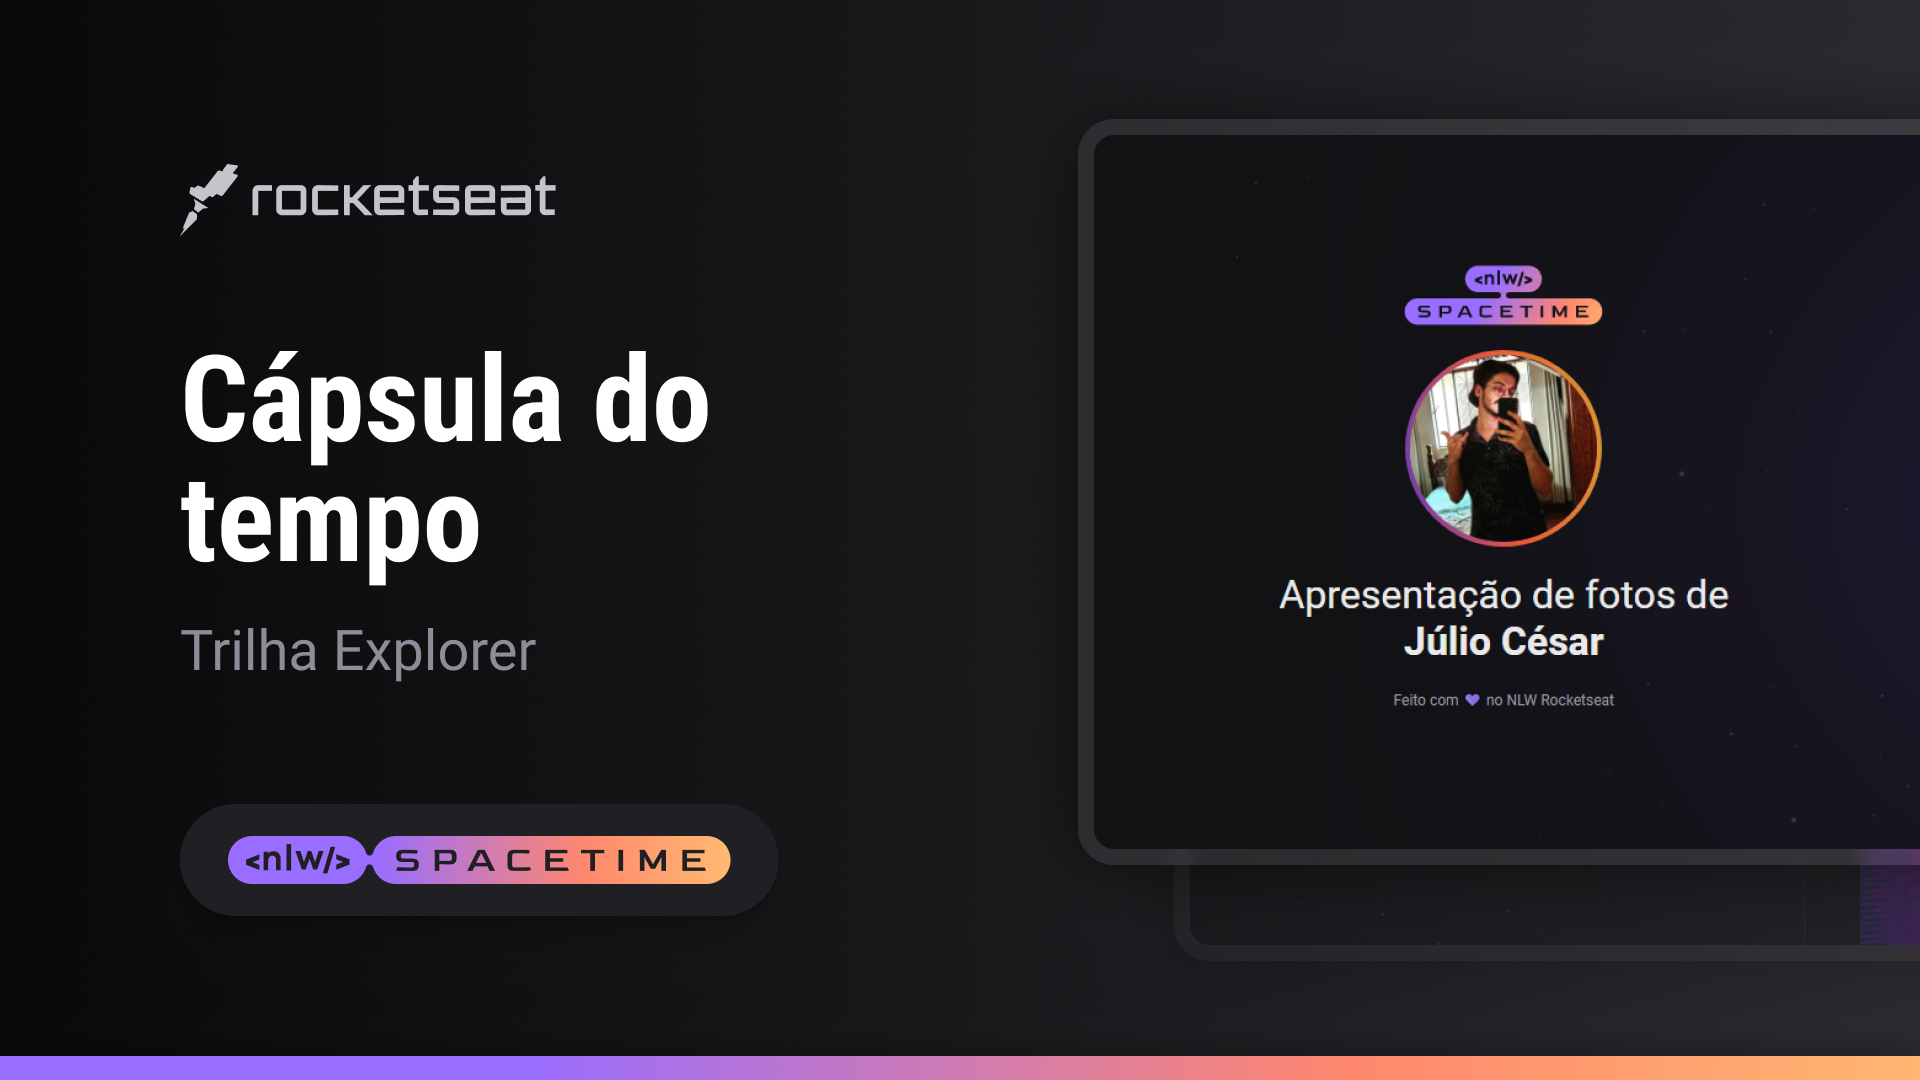 rocketseat
Cápsula do
tempo
Trilha Explorer
<nlw/> SPACETIME
<nlw/>
SPACETIME
Apresentação de fotos de
Júlio César
Feito com 💜 no NLW Rocketseat